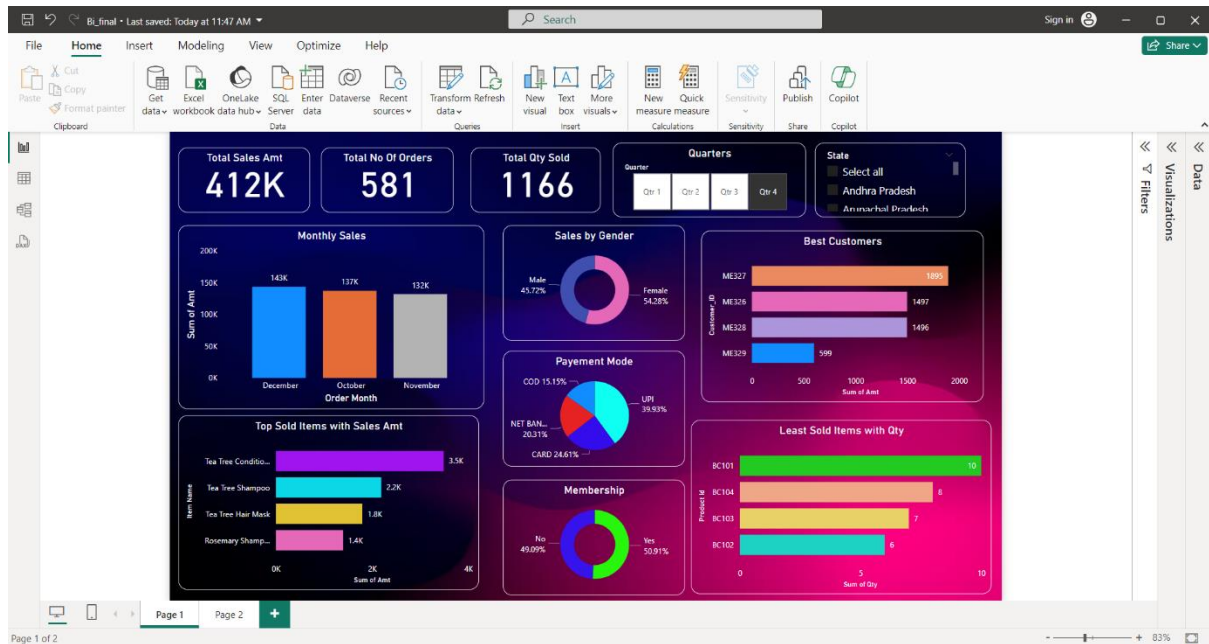 Bi_final • Last saved: Today at 11:47 AM
Search
Sign in
File Home Insert Modeling View Optimize Help
Share
Paste
Cut
Copy
Format painter
Clipboard
Get data
Excel workbook
OneLake data hub
SQL Server
Enter data
Dataverse
Recent sources
Data
Transform data
Refresh
Queries
New visual
Text box
More visuals
Insert
New measure
Quick measure
Calculations
Sensitivity
Sensitivity
Publish
Share
Copilot
Copilot
Total Sales Amt
412K
Total No Of Orders
581
Total Qty Sold
1166
Quarters
Quarter
Qtr 1 Qtr 2 Qtr 3 Qtr 4
State
Select all
Andhra Pradesh
Arunachal Pradesh
Filters
Visualizations
Data
Monthly Sales
Sum of Amt
200K
150K
100K
50K
0K
143K
137K
132K
December October November
Order Month
Sales by Gender
Male
45.72%
Female
54.28%
Best Customers
Customer_ID
ME327 1895
ME326 1497
ME328 1496
ME329 599
0 500 1000 1500 2000
Sum of Amt
Payement Mode
COD 15.15%
UPI
39.93%
NET BAN...
20.31%
CARD 24.61%
Top Sold Items with Sales Amt
Item Name
Tea Tree Conditio... 3.5K
Tea Tree Shampoo 2.2K
Tea Tree Hair Mask 1.8K
Rosemary Shamp... 1.4K
0K 2K 4K
Sum of Amt
Membership
No
49.09%
Yes
50.91%
Least Sold Items with Qty
Product Id
BC101 10
BC104 8
BC103 7
BC102 6
0 5 10
Sum of Qty
Page 1 Page 2
Page 1 of 2
83%